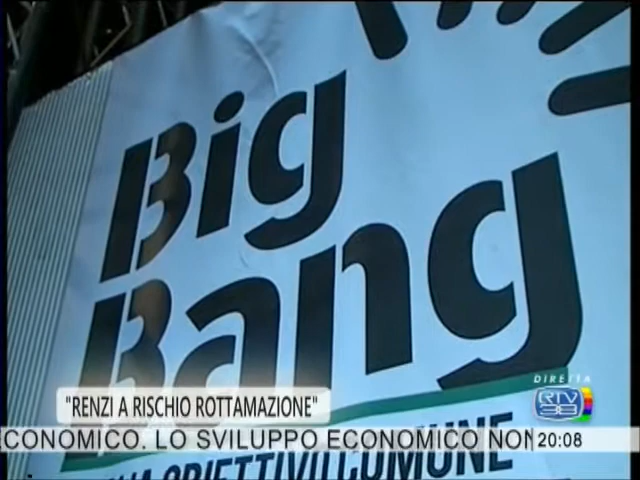 Big
Bang
DIRETTA
RTV
38
"RENZI A RISCHIO ROTTAMAZIONE"
CONOMICO. LO SVILUPPO ECONOMICO NON 20:08
OBIETTIVO COMUNE